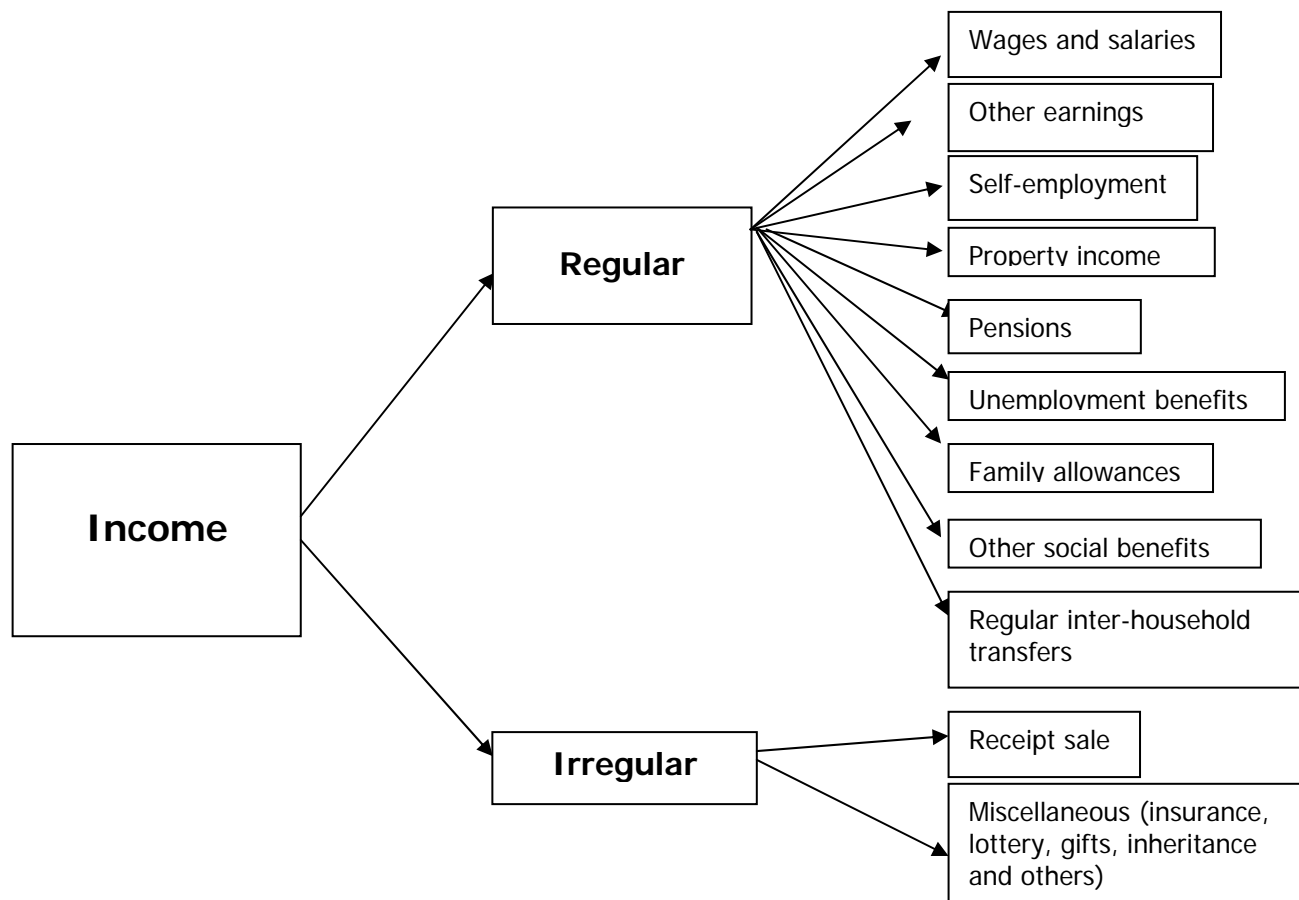 Wages and salaries
Other earnings
Self-employment
Regular
Property income
Pensions
Unemployment benefits
Family allowances
Income
Other social benefits
Regular inter-household
transfers
Irregular
Receipt sale
Miscellaneous (insurance,
lottery, gifts, inheritance
and others)